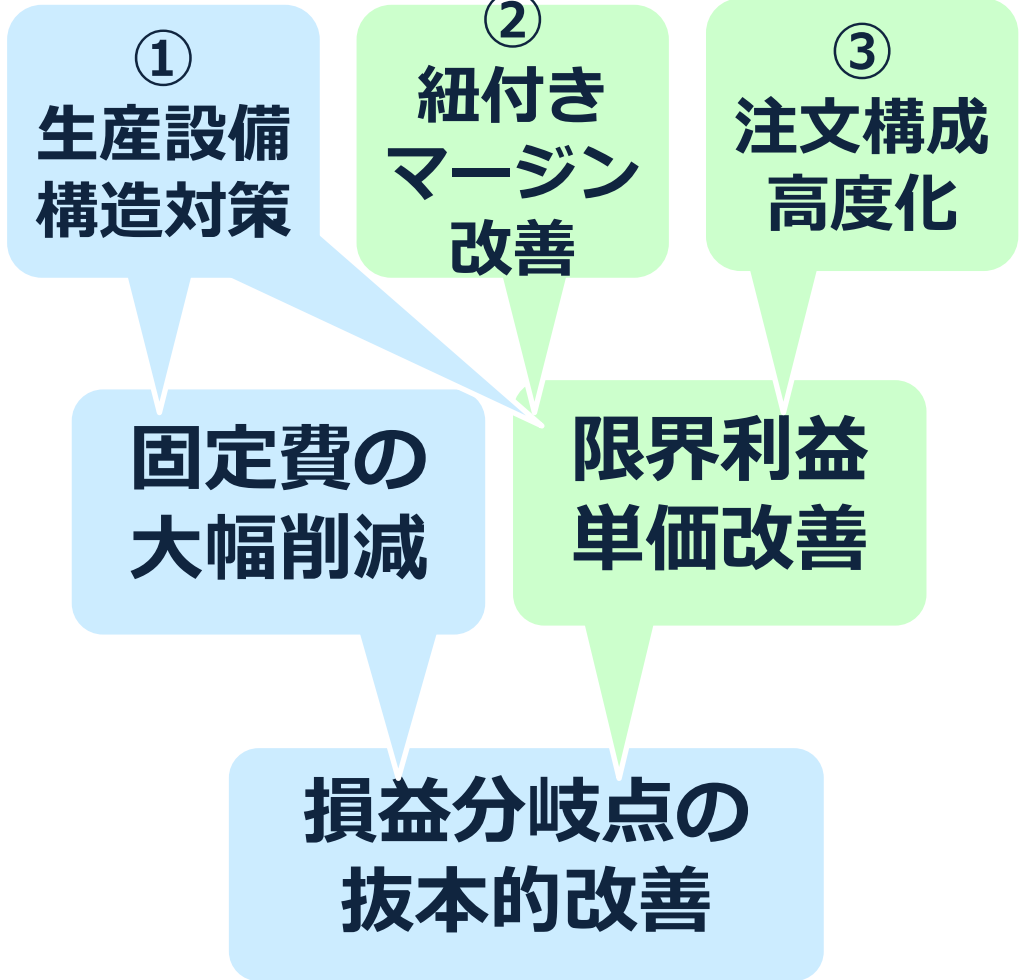 ①
生産設備
構造対策
②
紐付き
マージン
改善
③
注文構成
高度化
固定費の
大幅削減
限界利益
単価改善
損益分岐点の
抜本的改善